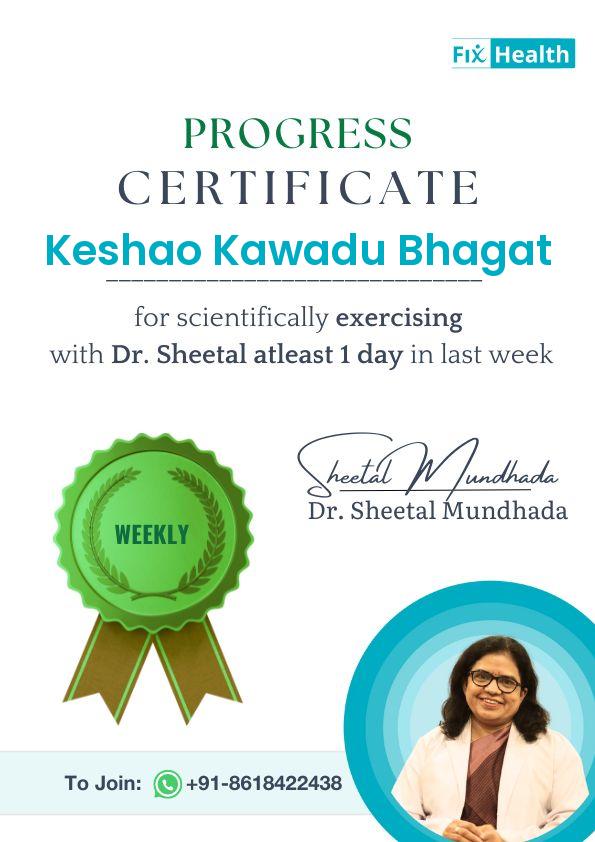 Fix Health
PROGRESS
CERTIFICATE
Keshao Kawadu Bhagat
for scientifically exercising
with Dr. Sheetal atleast 1 day in last week
Sheetal Mundhada
Dr. Sheetal Mundhada
WEEKLY
To Join: +91-8618422438